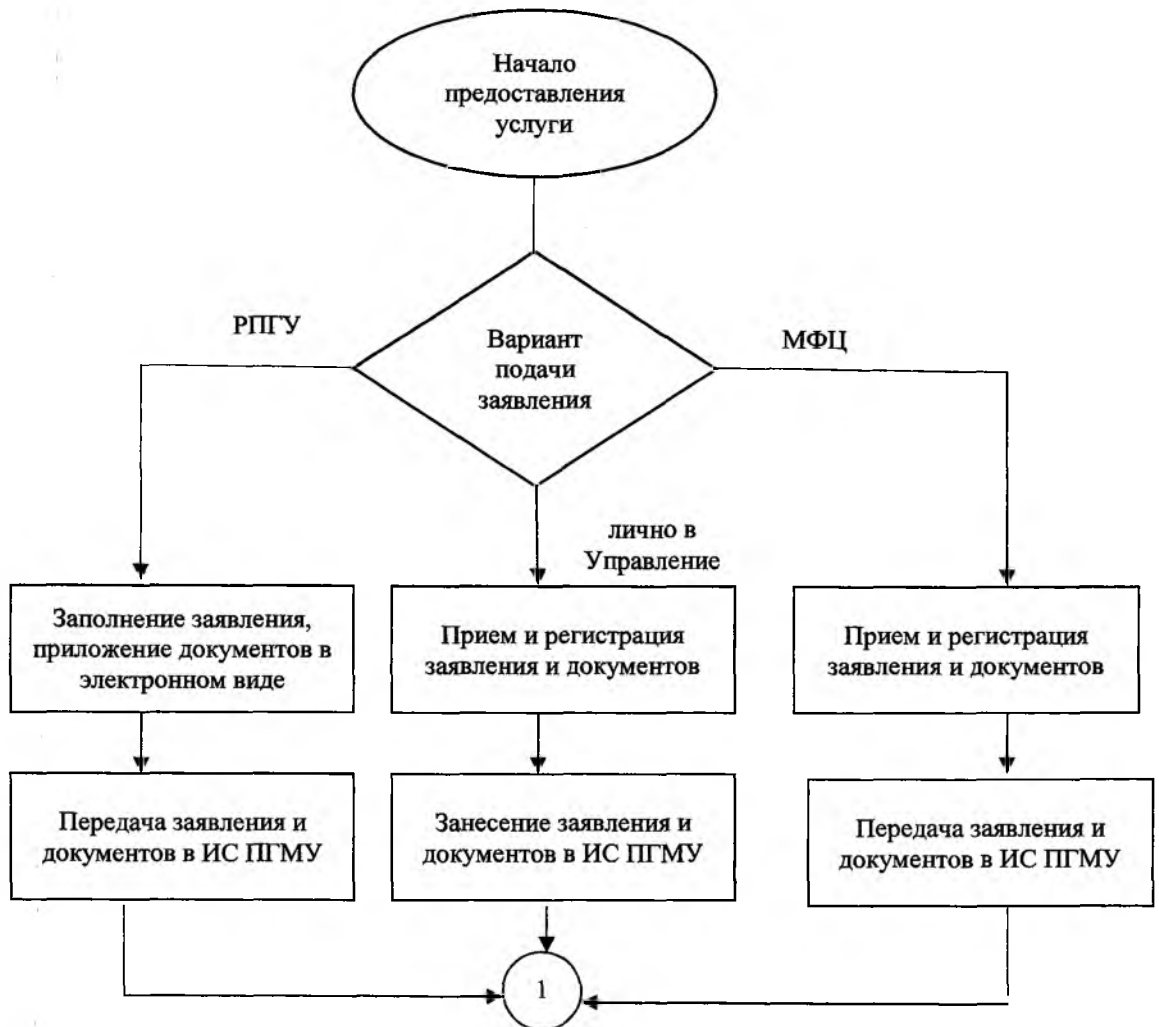 Начало
предоставления
услуги
РПГУ
Вариант
подачи
заявления
МФЦ
лично в
Управление
Заполнение заявления,
приложение документов в
электронном виде
Прием и регистрация
заявления и документов
Прием и регистрация
заявления и документов
Передача заявления и
документов в ИС ПГМУ
Занесение заявления и
документов в ИС ПГМУ
Передача заявления и
документов в ИС ПГМУ
1